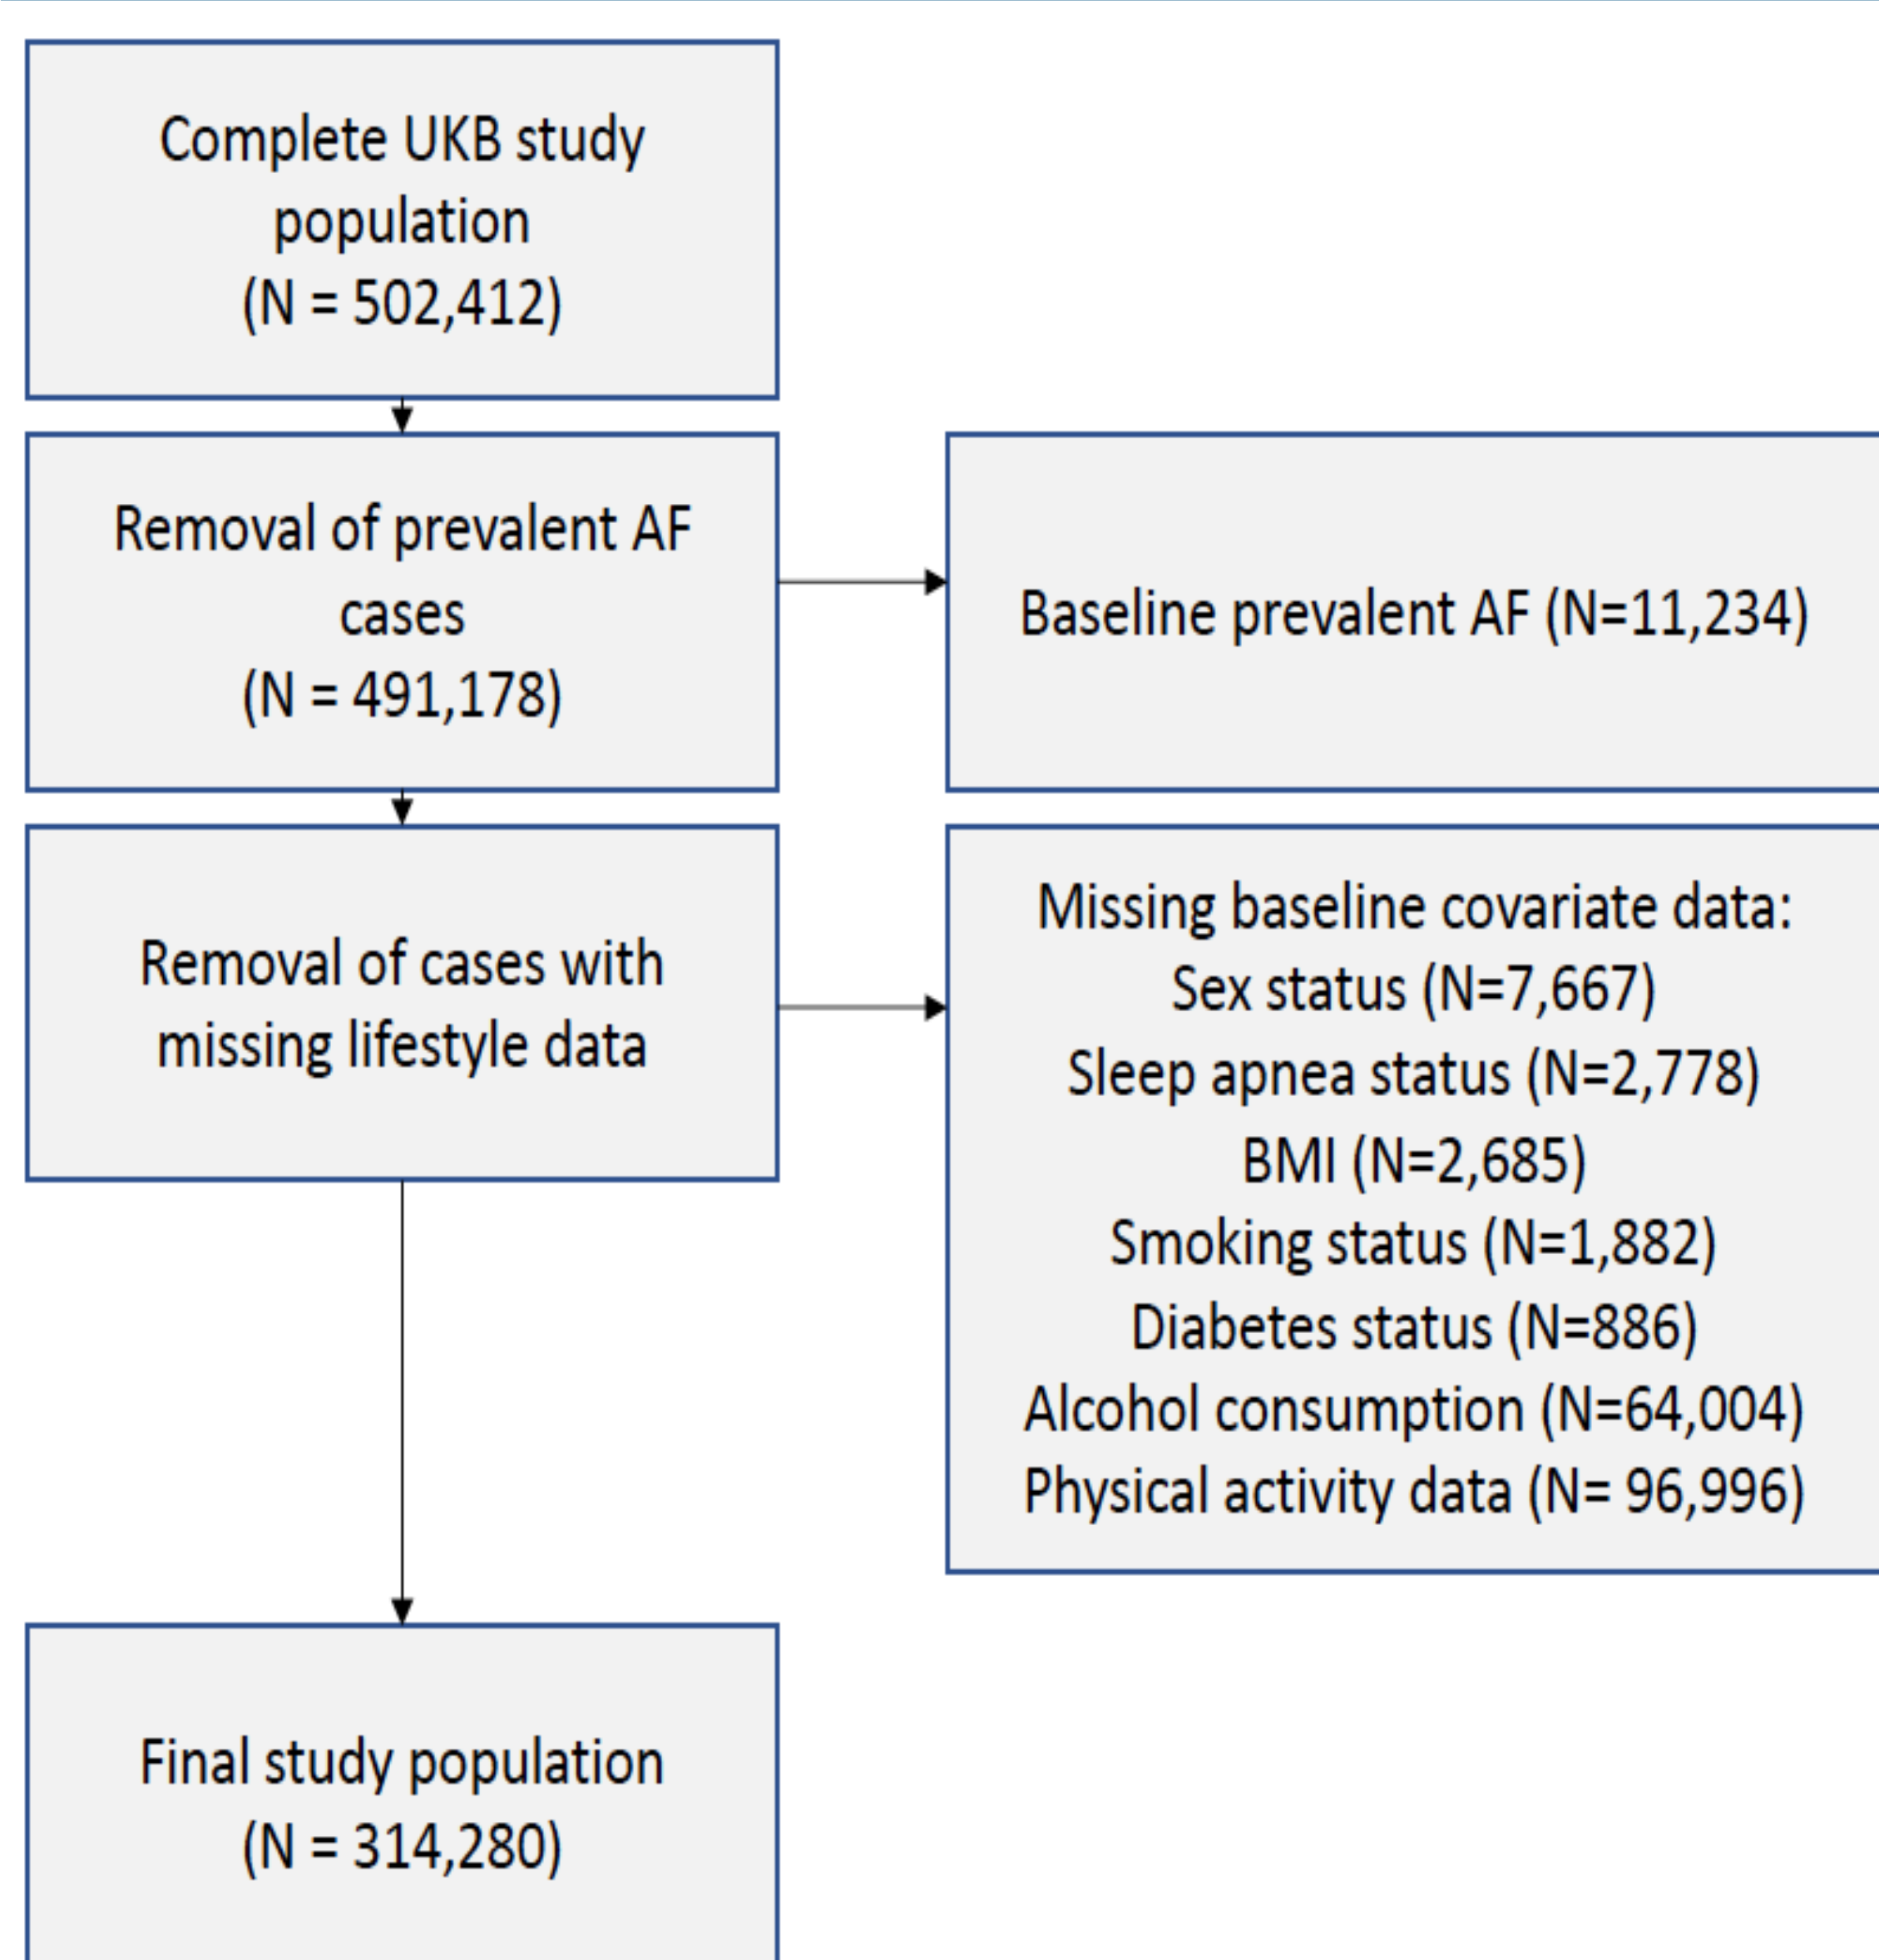 Complete UKB study
population
(N = 502,412)
Removal of prevalent AF
cases
(N = 491,178)
Baseline prevalent AF (N=11,234)
Removal of cases with
missing lifestyle data
Missing baseline covariate data:
Sex status (N=7,667)
Sleep apnea status (N=2,778)
BMI (N=2,685)
Smoking status (N=1,882)
Diabetes status (N=886)
Alcohol consumption (N=64,004)
Physical activity data (N= 96,996)
Final study population
(N = 314,280)